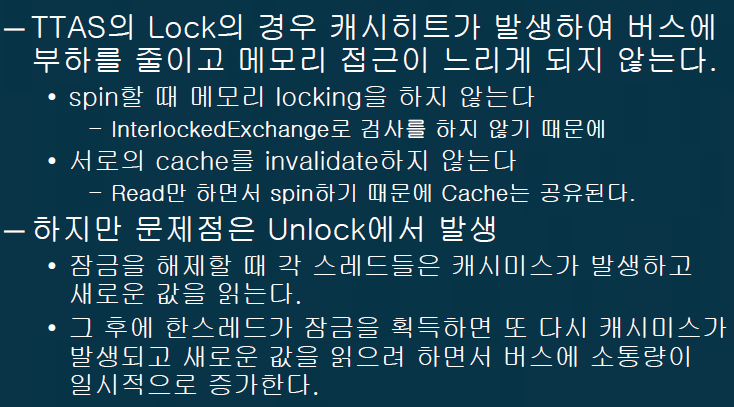 – TTAS의 Lock의 경우 캐시히트가 발생하여 버스에
부하를 줄이고 메모리 접근이 느리게 되지 않는다.
• spin할 때 메모리 locking을 하지 않는다
– InterlockedExchange로 검사를 하지 않기 때문에
• 서로의 cache를 invalidate하지 않는다
– Read만 하면서 spin하기 때문에 Cache는 공유된다.
– 하지만 문제점은 Unlock에서 발생
• 잠금을 해제할 때 각 스레드들은 캐시미스가 발생하고
새로운 값을 읽는다.
• 그 후에 한스레드가 잠금을 획득하면 또 다시 캐시미스가
발생되고 새로운 값을 읽으려 하면서 버스에 소통량이
일시적으로 증가한다.